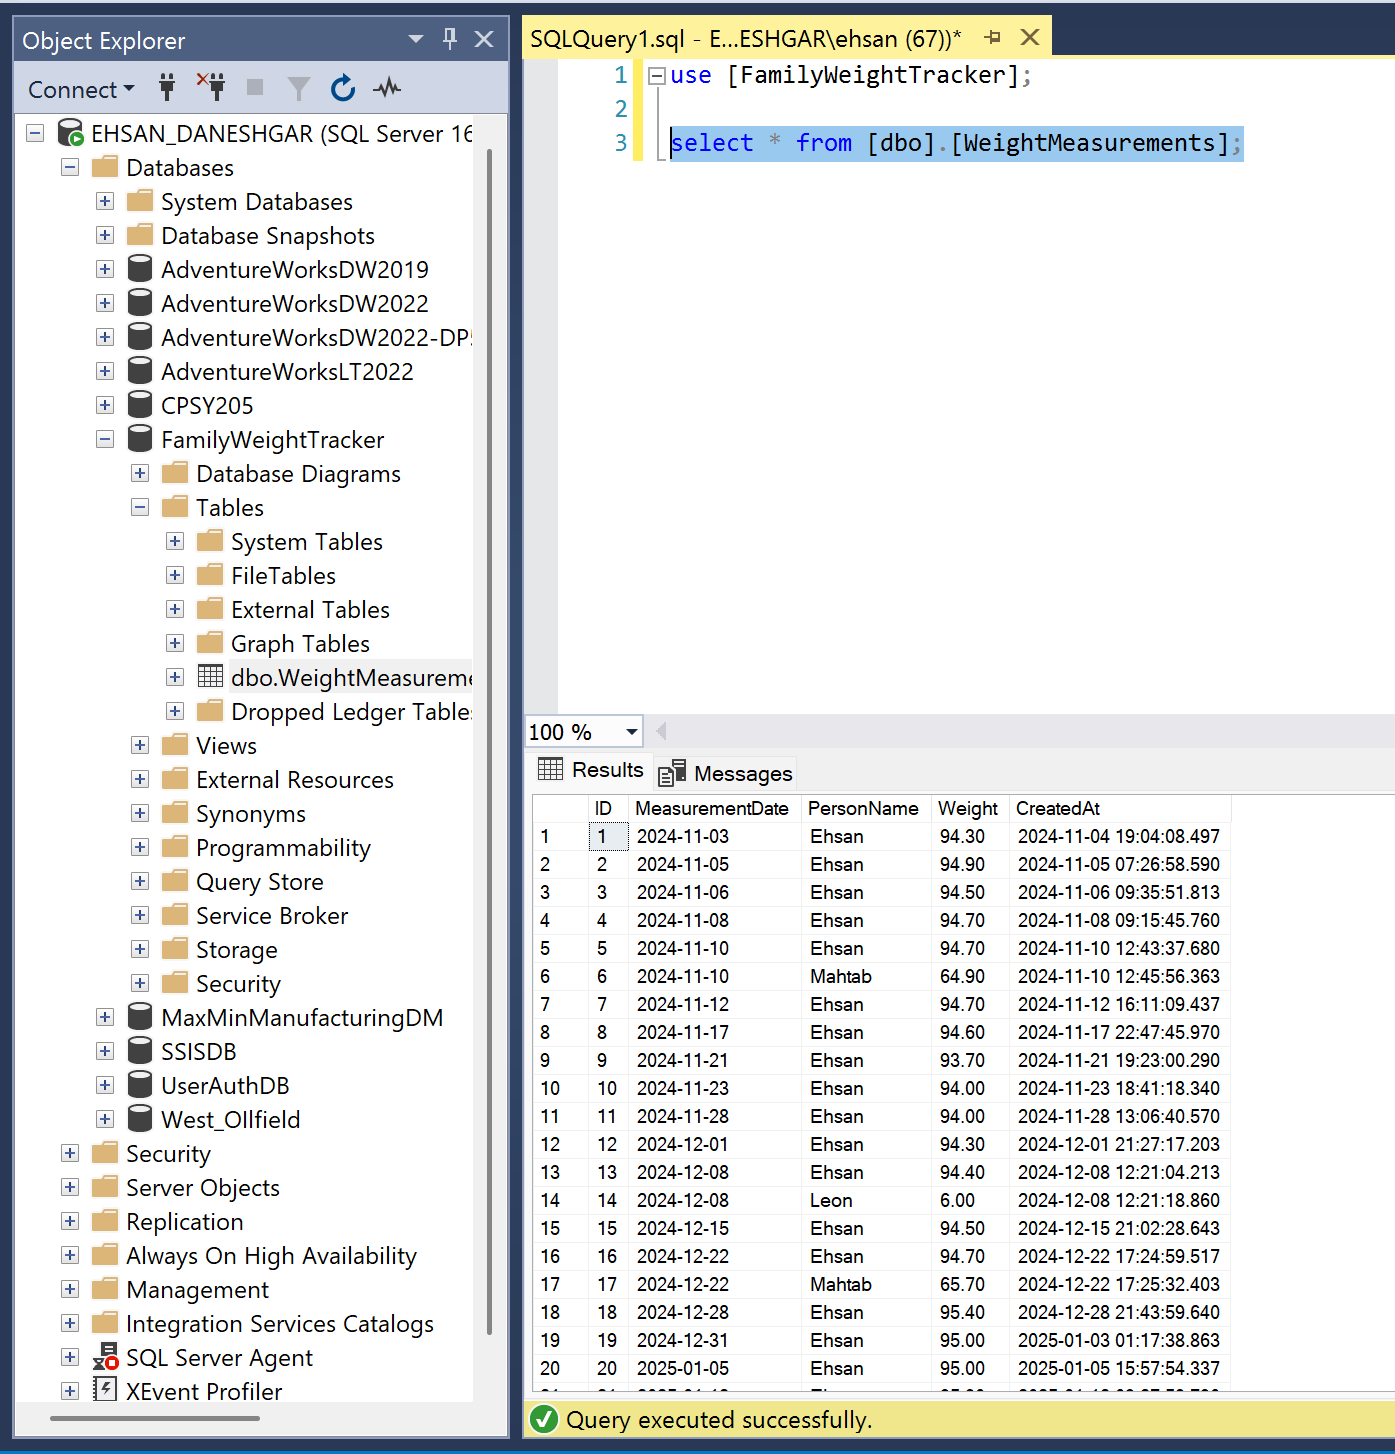 Object Explorer
Connect
EHSAN_DANESHGAR (SQL Server 16
Databases
System Databases
Database Snapshots
AdventureWorksDW2019
AdventureWorksDW2022
AdventureWorksDW2022-DP
AdventureWorksLT2022
CPSY205
FamilyWeightTracker
Database Diagrams
Tables
System Tables
FileTables
External Tables
Graph Tables
dbo.WeightMeasureme
Dropped Ledger Table
Views
External Resources
Synonyms
Programmability
Query Store
Service Broker
Storage
Security
MaxMinManufacturingDM
SSISDB
UserAuthDB
West_OIlfield
Security
Server Objects
Replication
Always On High Availability
Management
Integration Services Catalogs
SQL Server Agent
XEvent Profiler
SQLQuery1.sql - E...ESHGAR\ehsan (67))*
1 use [FamilyWeightTracker];
2
3 select * from [dbo].[WeightMeasurements];
100 %
Results Messages
ID MeasurementDate PersonName Weight CreatedAt
1 1 2024-11-03 Ehsan 94.30 2024-11-04 19:04:08.497
2 2 2024-11-05 Ehsan 94.90 2024-11-05 07:26:58.590
3 3 2024-11-06 Ehsan 94.50 2024-11-06 09:35:51.813
4 4 2024-11-08 Ehsan 94.70 2024-11-08 09:15:45.760
5 5 2024-11-10 Ehsan 94.70 2024-11-10 12:43:37.680
6 6 2024-11-10 Mahtab 64.90 2024-11-10 12:45:56.363
7 7 2024-11-12 Ehsan 94.70 2024-11-12 16:11:09.437
8 8 2024-11-17 Ehsan 94.60 2024-11-17 22:47:45.970
9 9 2024-11-21 Ehsan 93.70 2024-11-21 19:23:00.290
10 10 2024-11-23 Ehsan 94.00 2024-11-23 18:41:18.340
11 11 2024-11-28 Ehsan 94.00 2024-11-28 13:06:40.570
12 12 2024-12-01 Ehsan 94.30 2024-12-01 21:27:17.203
13 13 2024-12-08 Ehsan 94.40 2024-12-08 12:21:04.213
14 14 2024-12-08 Leon 6.00 2024-12-08 12:21:18.860
15 15 2024-12-15 Ehsan 94.50 2024-12-15 21:02:28.643
16 16 2024-12-22 Ehsan 94.70 2024-12-22 17:24:59.517
17 17 2024-12-22 Mahtab 65.70 2024-12-22 17:25:32.403
18 18 2024-12-28 Ehsan 95.40 2024-12-28 21:43:59.640
19 19 2024-12-31 Ehsan 95.00 2025-01-03 01:17:38.863
20 20 2025-01-05 Ehsan 95.00 2025-01-05 15:57:54.337
Query executed successfully.